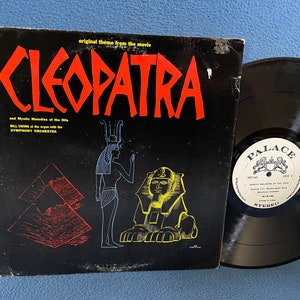 original theme from the movie
CLEOPATRA
and Mystic Melodies of the Nile
BILL EWING at the organ with the
SYMPHONY ORCHESTRA
PALACE
STEREO